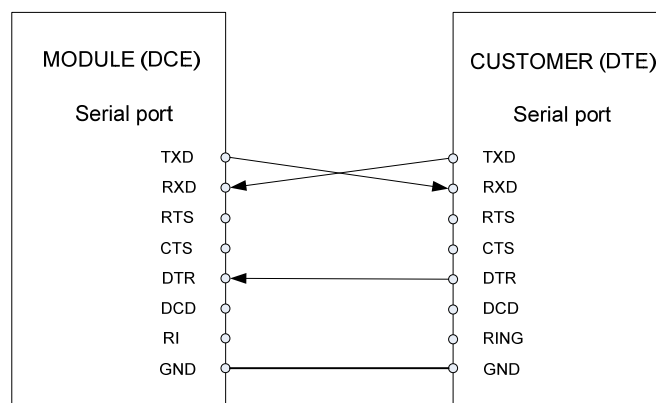 MODULE (DCE)
Serial port
TXD
RXD
RTS
CTS
DTR
DCD
RI
GND
CUSTOMER (DTE)
Serial port
TXD
RXD
RTS
CTS
DTR
DCD
RING
GND